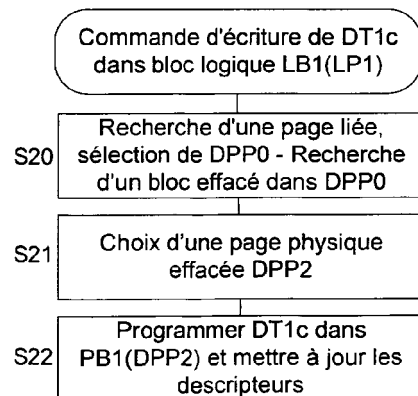 Commande d'écriture de DT1c
dans bloc logique LB1(LP1)
S20
Recherche d'une page liée,
sélection de DPP0 - Recherche
d'un bloc effacé dans DPP0
S21
Choix d'une page physique
effacée DPP2
S22
Programmer DT1c dans
PB1(DPP2) et mettre à jour les
descripteurs